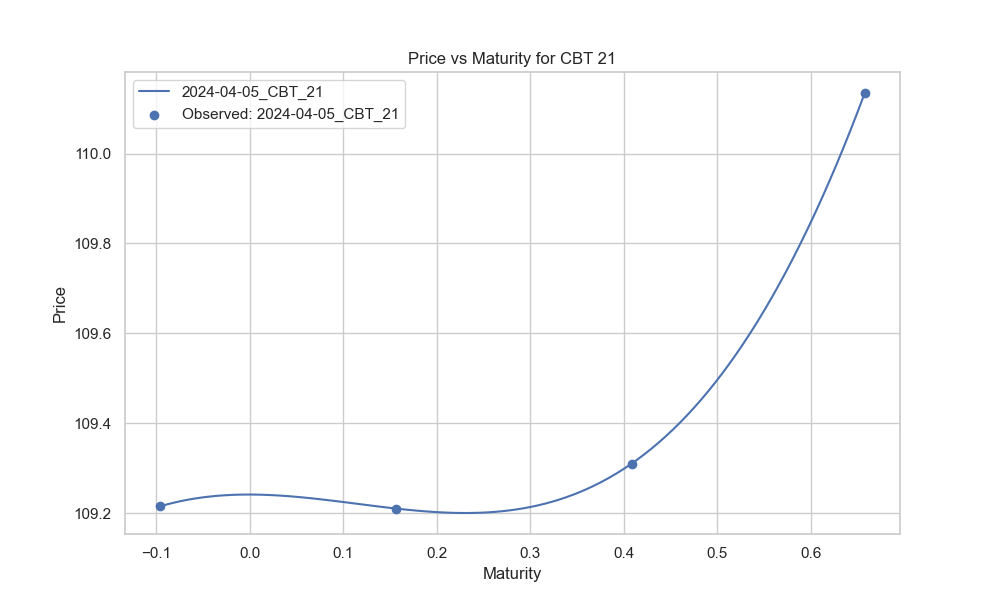 Price vs Maturity for CBT 21
2024-04-05_CBT_21
Observed: 2024-04-05_CBT_21
Price
110.0
109.8
109.6
109.4
109.2
−0.1 0.0 0.1 0.2 0.3 0.4 0.5 0.6
Maturity